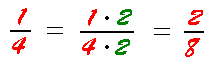 1/4 = 1 · 2 / 4 · 2 = 2/8